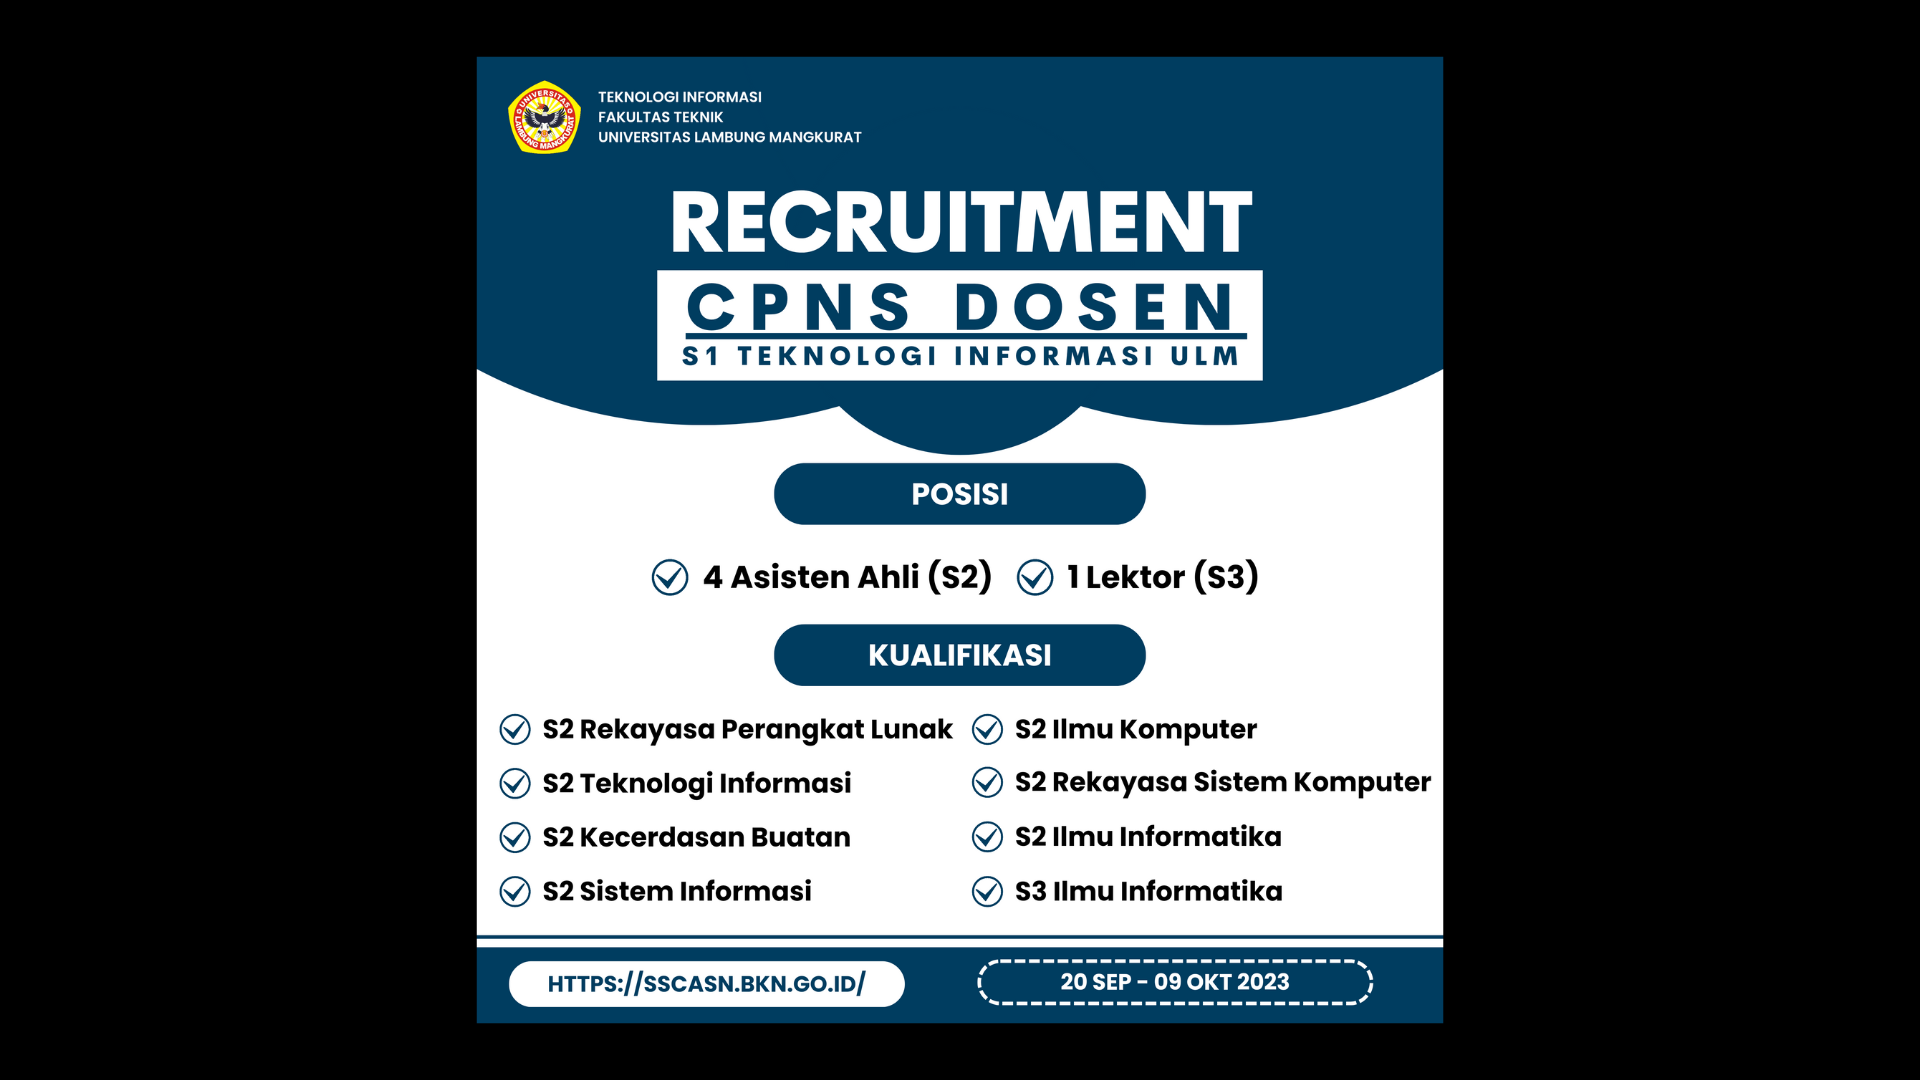 UNIVERSITAS
LAMBUNG MANGKURAT
TEKNOLOGI INFORMASI
FAKULTAS TEKNIK
UNIVERSITAS LAMBUNG MANGKURAT
RECRUITMENT
CPNS DOSEN
S1 TEKNOLOGI INFORMASI ULM
POSISI
4 Asisten Ahli (S2) 1 Lektor (S3)
KUALIFIKASI
S2 Rekayasa Perangkat Lunak
S2 Teknologi Informasi
S2 Kecerdasan Buatan
S2 Sistem Informasi
S2 Ilmu Komputer
S2 Rekayasa Sistem Komputer
S2 Ilmu Informatika
S3 Ilmu Informatika
HTTPS://SSCASN.BKN.GO.ID/
20 SEP - 09 OKT 2023